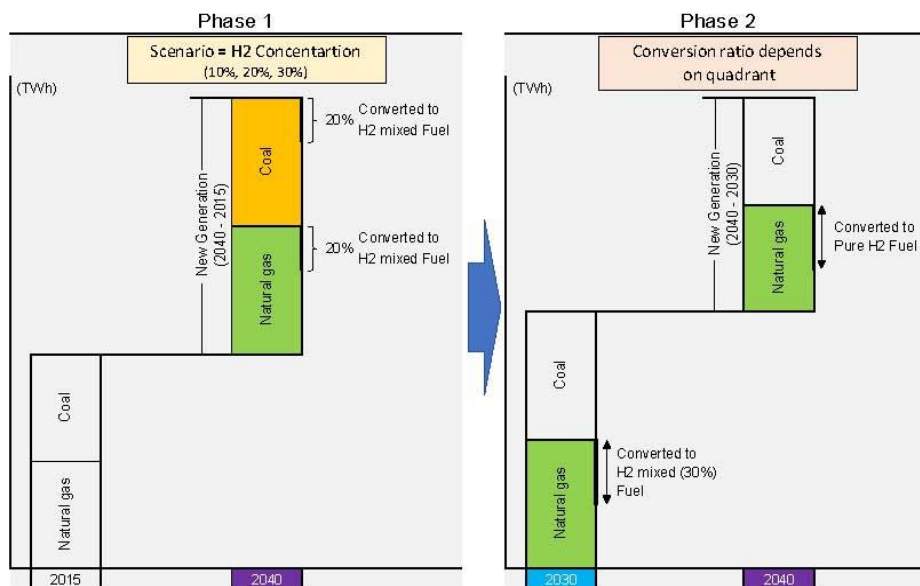 Phase 1
Scenario = H2 Concentartion
(10%, 20%, 30%)
(TWh)
New Generation
(2040 - 2015)
Coal
20%
Converted to
H2 mixed Fuel
Natural gas
20%
Converted to
H2 mixed Fuel
Coal
Natural gas
2015
2040
Phase 2
Conversion ratio depends
on quadrant
(TWh)
New Generation
(2040 - 2030)
Coal
Natural gas
Converted to
Pure H2 Fuel
Coal
Natural gas
Converted to
H2 mixed (30%)
Fuel
2030
2040